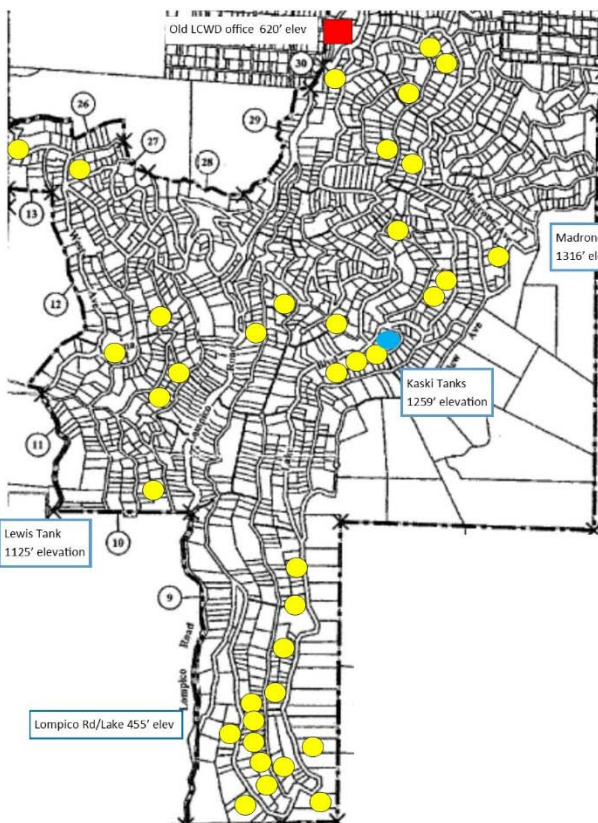 Old LCWD office 620' elev
30
26
29
27
28
13
Madron
1316' el
12
Kaski Tanks
1259' elevation
11
Lewis Tank
1125' elevation
10
9
Lompico Road
Lompico Rd/Lake 455' elev